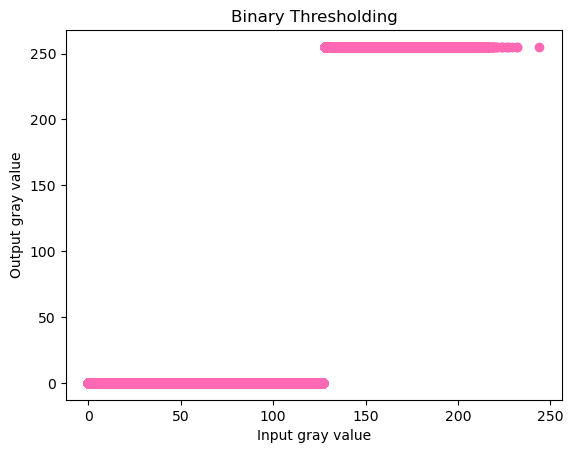 Binary Thresholding
250
200
150
100
50
0
Output gray value
0 50 100 150 200 250
Input gray value